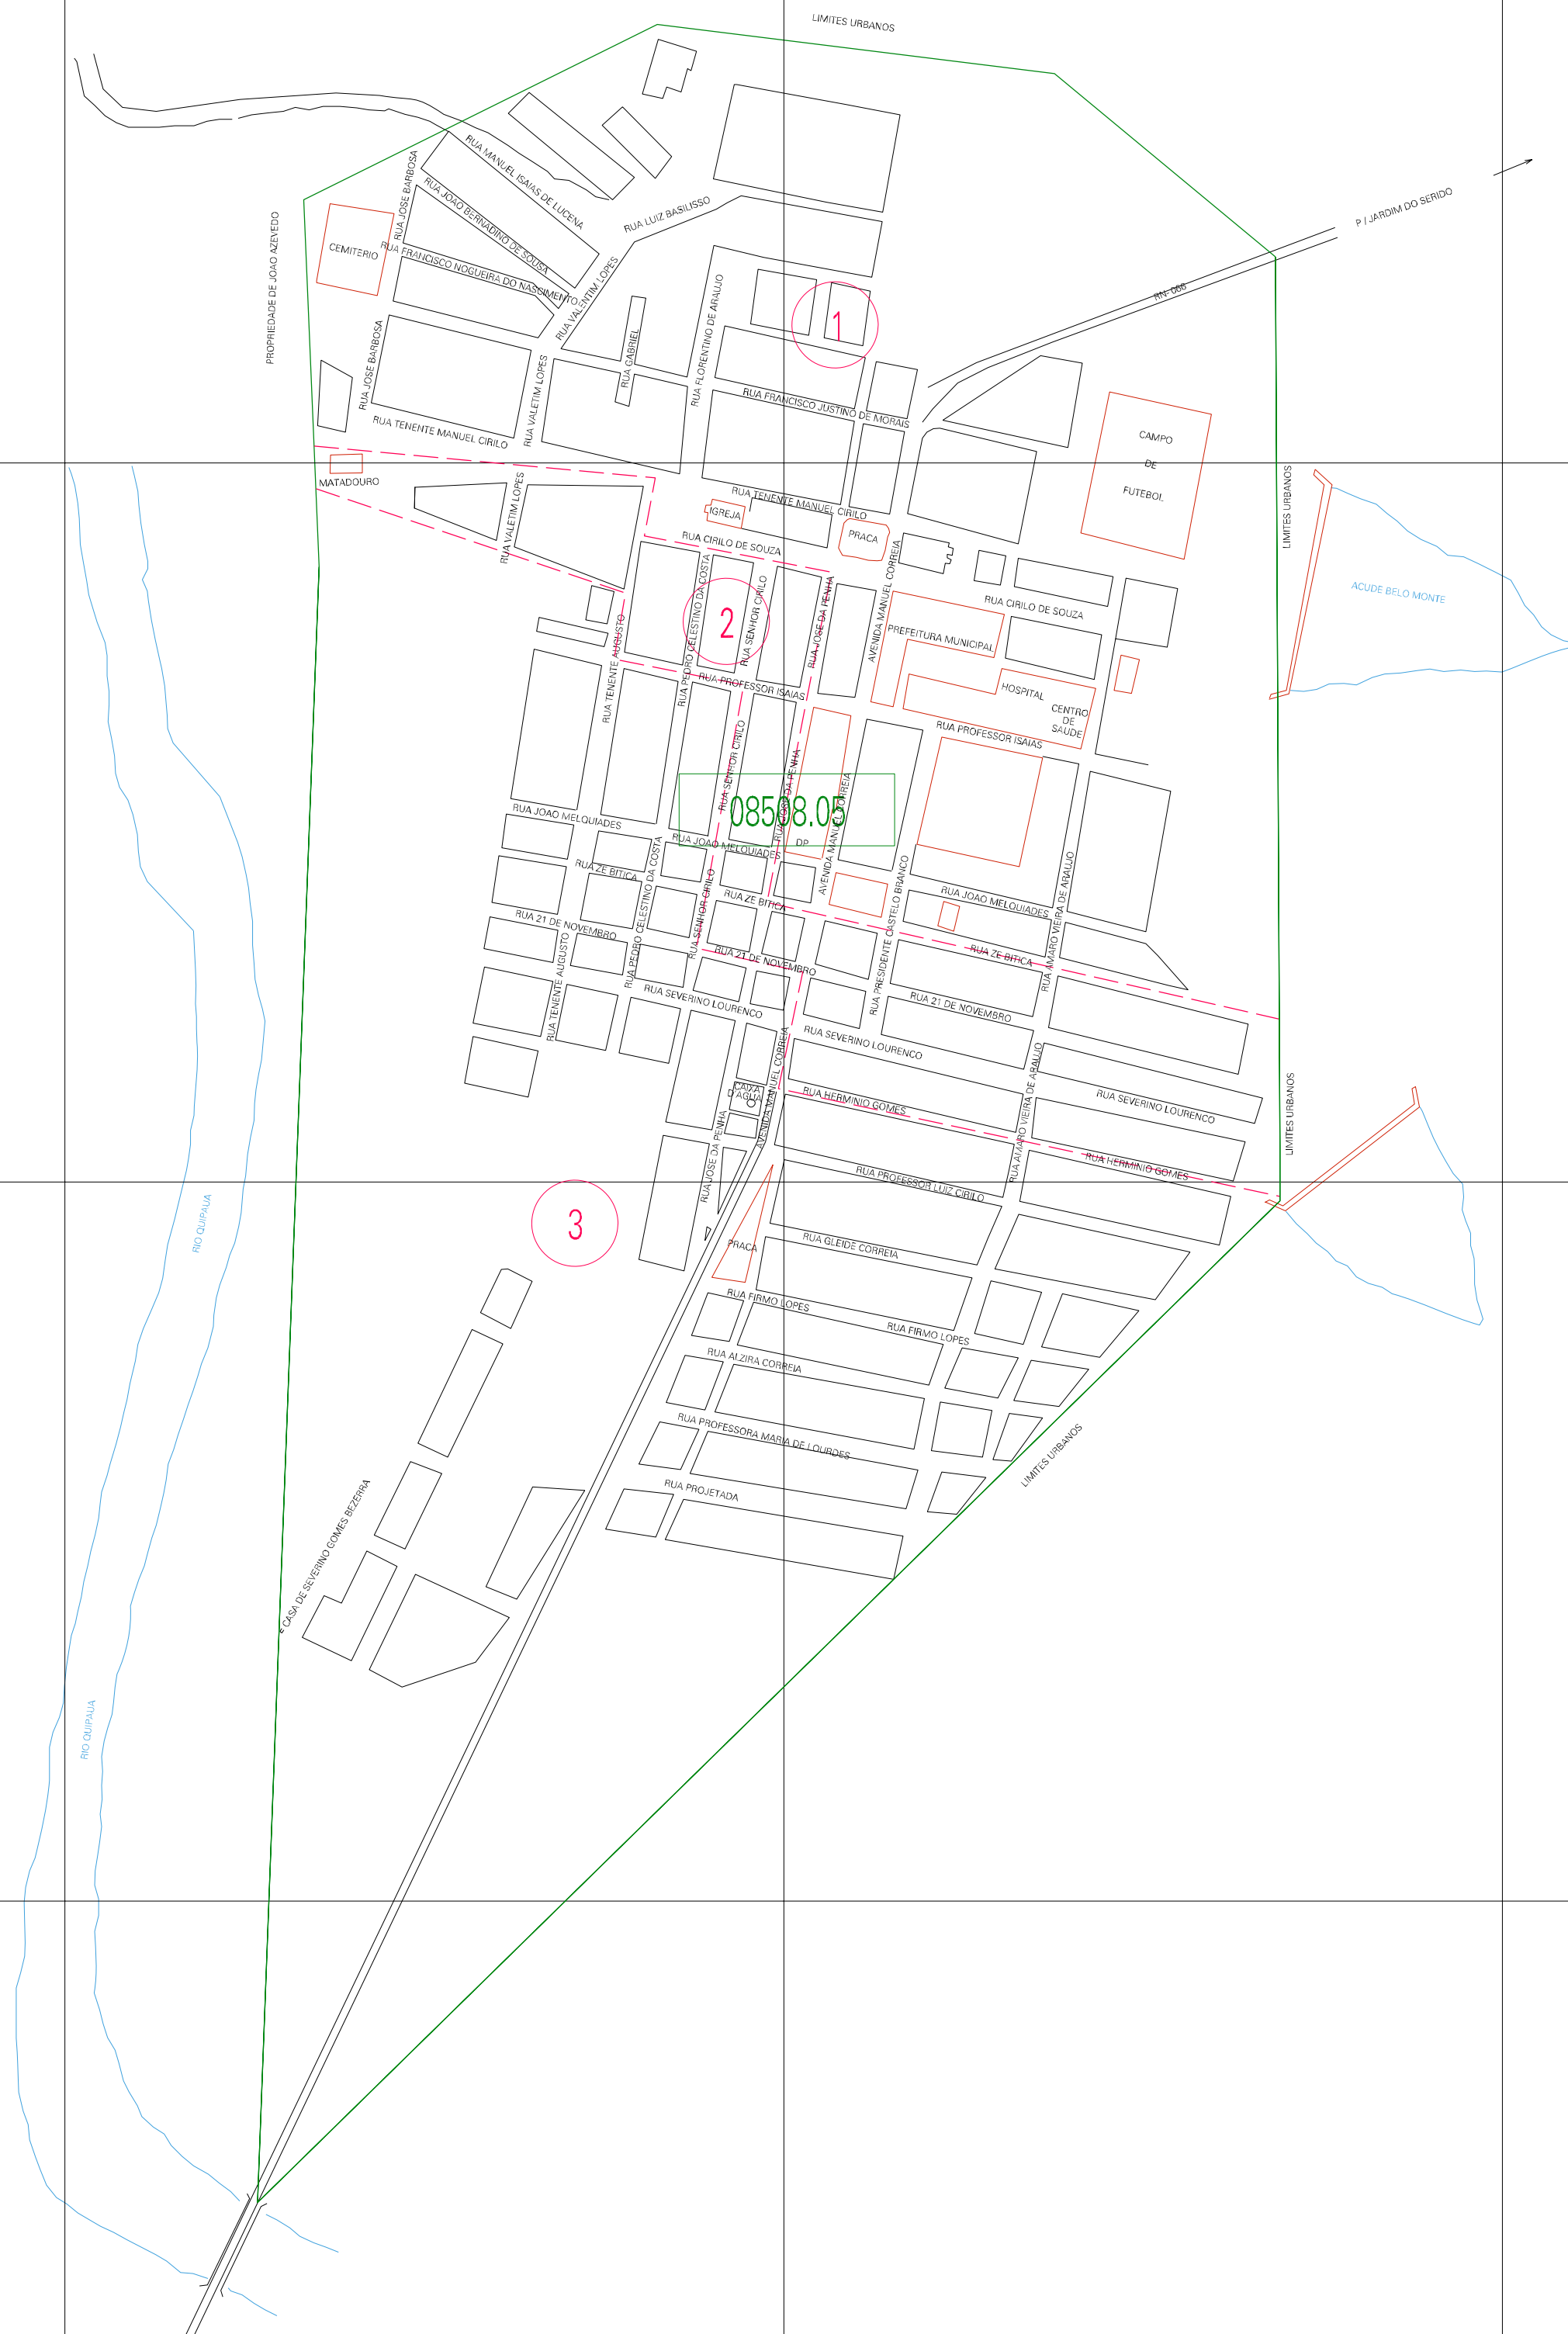 LIMITES URBANOS
RUA MANUEL ISAIAS DE LUCENA
RUA JOSE BARBOSA
RUA JOAO BERNADINO DE SOUSA
P / JARDIM DO SERIDO
RUA LUIZ BASILISSO
PROPRIEDADE DE JOAO AZEVEDO
CEMITERIO
RUA FRANCISCO NOGUEIRA DO NASCIMENTO
RUA VALENTIM LOPES
RN- 088
RUA FLORENTINO DE ARAUJO
1
RUA JOSE BARBOSA
RUA GABRIEL
RUA VALETIM LOPES
RUA FRANCISCO JUSTINO DE MORAIS
RUA TENENTE MANUEL CIRILO
CAMPO
DE
FUTEBOL
MATADOURO
RUA VALETIM LOPES
RUA TENENTE MANUEL CIRILO
IGREJA
PRACA
LIMITES URBANOS
RUA CIRILO DE SOUZA
AVENIDA MANUEL CORREIA
RUA CIRILO DE SOUZA
ACUDE BELO MONTE
2
RUA PEDRO CELESTINO DA COSTA
RUA SENHOR CIRILO
RUA JOSE DA PENHA
RUA TENENTE AUGUSTO
PREFEITURA MUNICIPAL
RUA PROFESSOR ISAIAS
HOSPITAL
CENTRO
DE
SAUDE
RUA PROFESSOR ISAIAS
RUA SENHOR CIRILO
RUA JOSE DA PENHA
AVENIDA MANUEL CORREIA
08508.05
DP
RUA JOAO MELQUIADES
RUA JOAO MELQUIADES
RUA ZE BITICA
RUA PEDRO CELESTINO DA COSTA
RUA SENHOR CIRILO
RUA ZE BITICA
RUA PRESIDENTE CASTELO BRANCO
RUA JOAO MELQUIADES
RUA AMARO VIEIRA DE ARAUJO
RUA 21 DE NOVEMBRO
RUA TENENTE AUGUSTO
RUA 21 DE NOVEMBRO
RUA ZE BITICA
RUA SEVERINO LOURENCO
RUA 21 DE NOVEMBRO
RUA SEVERINO LOURENCO
AVENIDA MANUEL CORREIA
RUA AMARO VIEIRA DE ARAUJO
CAIXA
D'AGUA
RUA HERMINIO GOMES
RUA SEVERINO LOURENCO
LIMITES URBANOS
RUA JOSE DA PENHA
RUA HERMINIO GOMES
RUA PROFESSOR LUIZ CIRILO
RIO QUIPAUA
3
PRACA
RUA GLEIDE CORREIA
RUA FIRMO LOPES
RUA FIRMO LOPES
RUA ALZIRA CORREIA
RUA PROFESSORA MARIA DE LOURDES
LIMITES URBANOS
RUA PROJETADA
CASA DE SEVERINO GOMES BEZERRA
RIO QUIPAUA